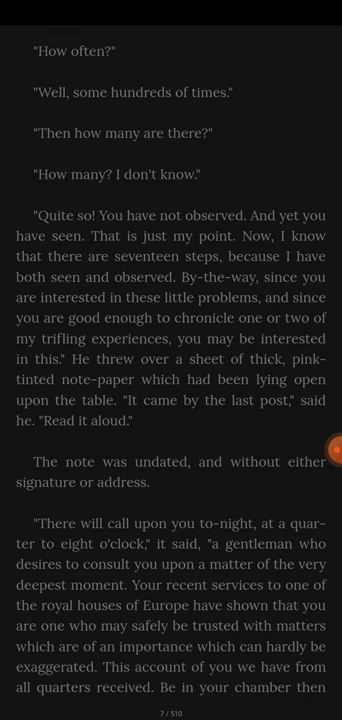 "How often?"
"Well, some hundreds of times."
"Then how many are there?"
"How many? I don't know."
"Quite so! You have not observed. And yet you
have seen. That is just my point. Now, I know
that there are seventeen steps, because I have
both seen and observed. By-the-way, since you
are interested in these little problems, and since
you are good enough to chronicle one or two of
my trifling experiences, you may be interested
in this." He threw over a sheet of thick, pink-
tinted note-paper which had been lying open
upon the table. "It came by the last post," said
he. "Read it aloud."
The note was undated, and without either
signature or address.
"There will call upon you to-night, at a quar-
ter to eight o'clock," it said, "a gentleman who
desires to consult you upon a matter of the very
deepest moment. Your recent services to one of
the royal houses of Europe have shown that you
are one who may safely be trusted with matters
which are of an importance which can hardly be
exaggerated. This account of you we have from
all quarters received. Be in your chamber then
7 / 510